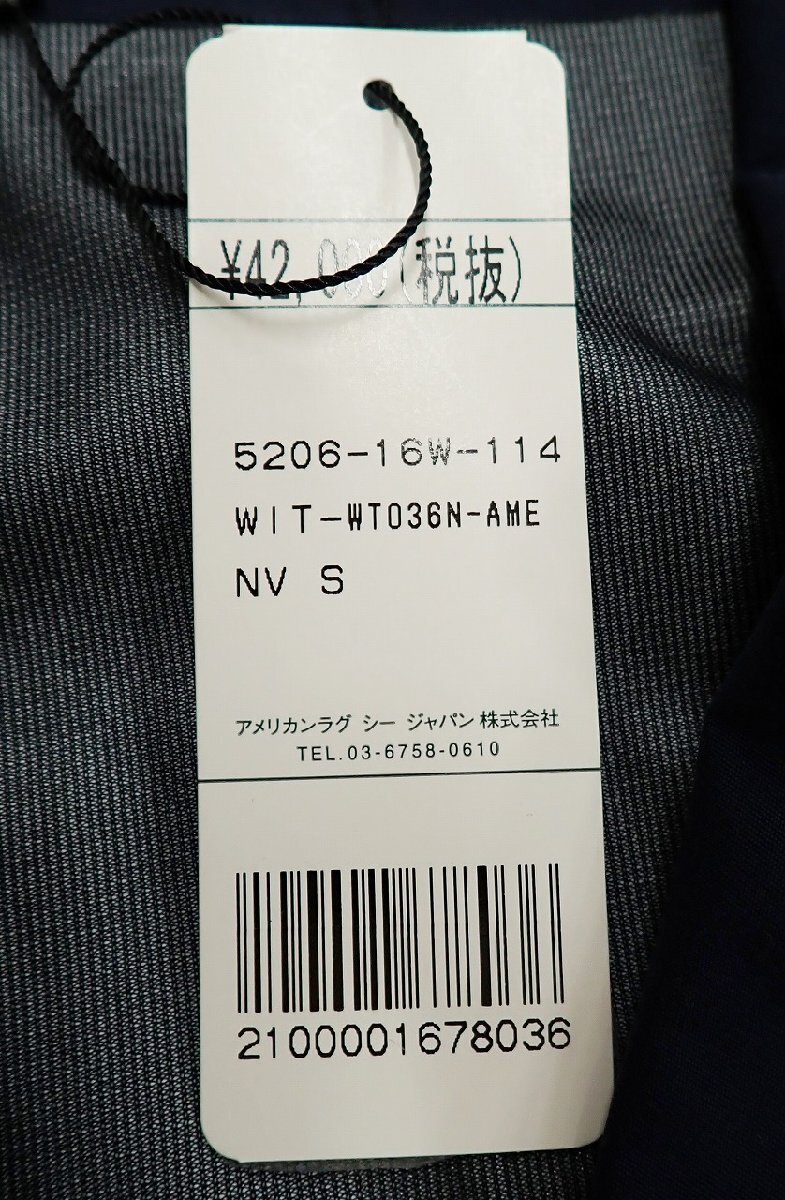 ¥42,000(税抜)
5206-16W-114
WIT-WT036N-AME
NV S
アメリカンラグ シー ジャパン株式会社
TEL.03-6758-0610
2100001678036